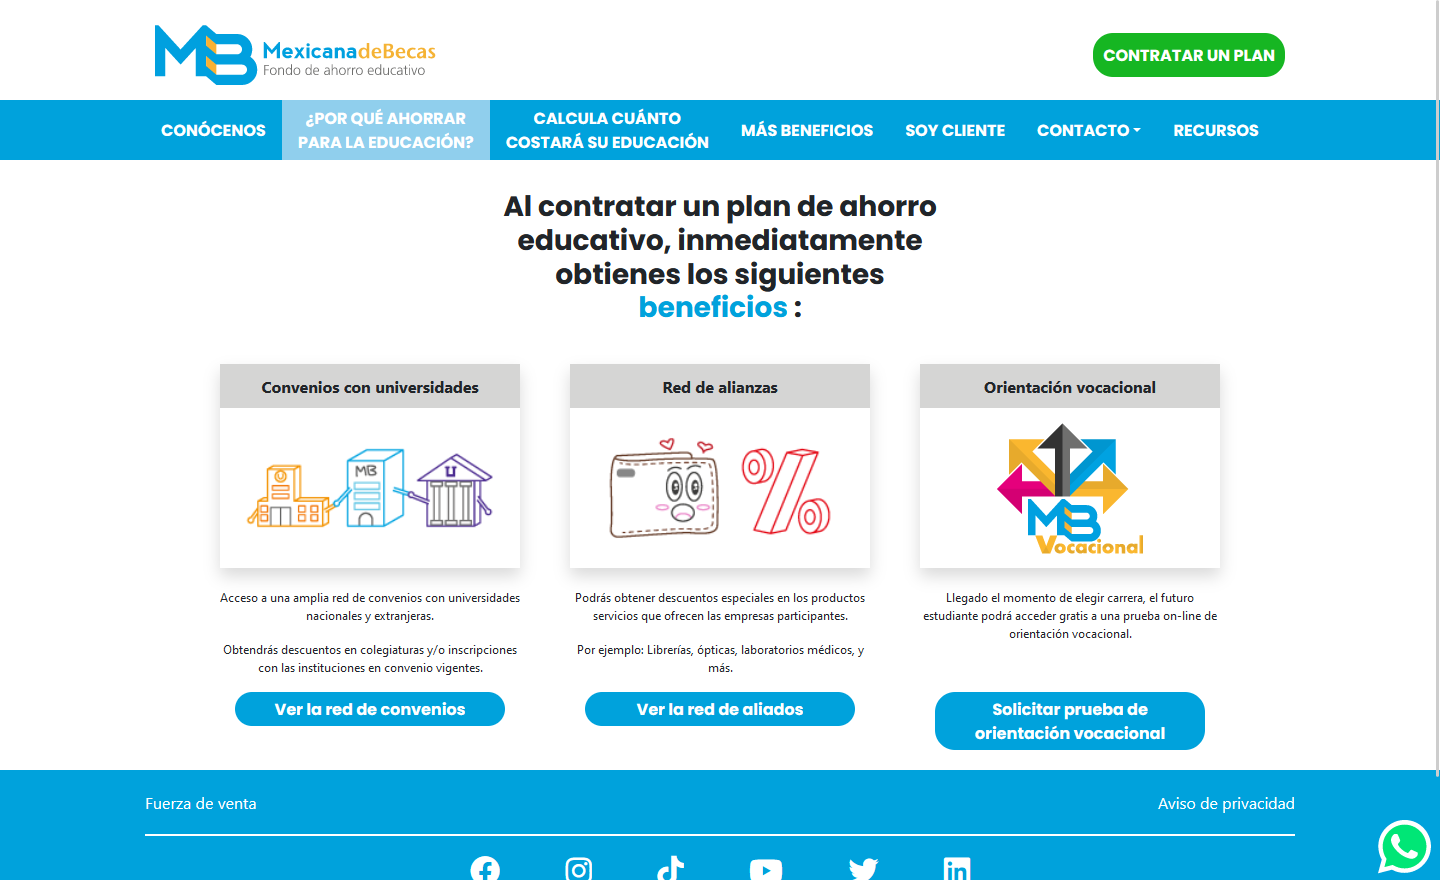 MexicanadeBecas
Fondo de ahorro educativo
CONTRATAR UN PLAN
CONÓCENOS
¿POR QUÉ AHORRAR
PARA LA EDUCACIÓN?
CALCULA CUÁNTO
COSTARÁ SU EDUCACIÓN
MÁS BENEFICIOS
SOY CLIENTE
CONTACTO
RECURSOS
Al contratar un plan de ahorro
educativo, inmediatamente
obtienes los siguientes
beneficios :
Convenios con universidades
MB
U
Acceso a una amplia red de convenios con universidades
nacionales y extranjeras.
Obtendrás descuentos en colegiaturas y/o inscripciones
con las instituciones en convenio vigentes.
Ver la red de convenios
Red de alianzas
%
Podrás obtener descuentos especiales en los productos
servicios que ofrecen las empresas participantes.
Por ejemplo: Librerías, ópticas, laboratorios médicos, y
más.
Ver la red de aliados
Orientación vocacional
MB
Vocacional
Llegado el momento de elegir carrera, el futuro
estudiante podrá acceder gratis a una prueba on-line de
orientación vocacional.
Solicitar prueba de
orientación vocacional
Fuerza de venta
Aviso de privacidad